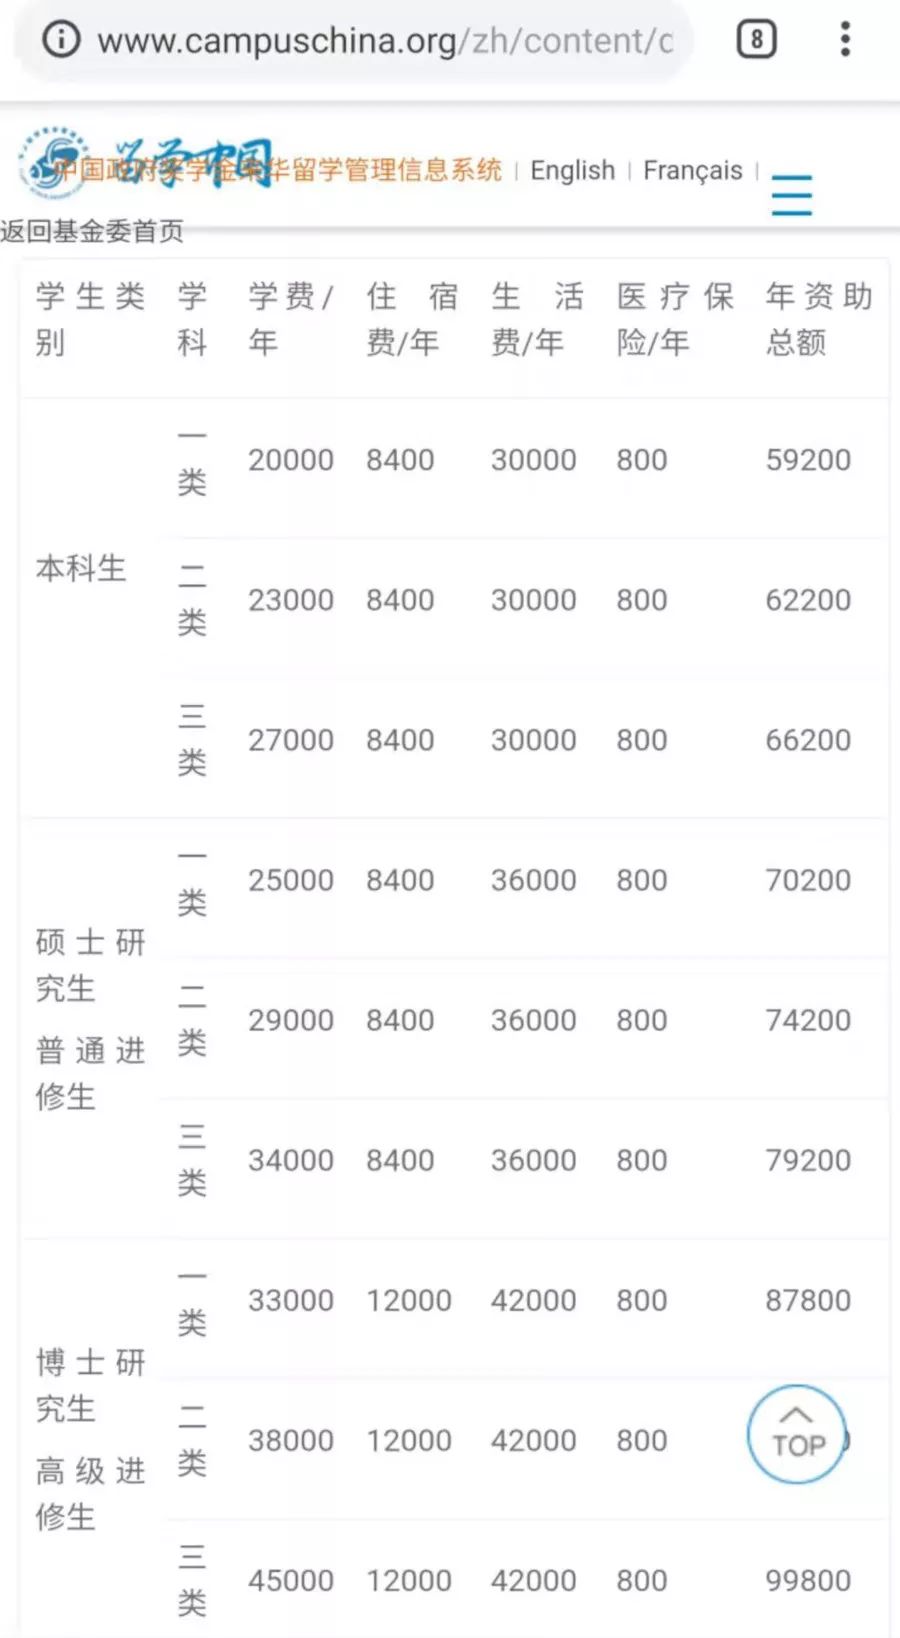 www.campuschina.org/zh/content/c
8
留学中国
中国政府奖学金来华留学管理信息系统 | English | Français |
返回基金委首页
学生类别 学科 学费/年 住宿费/年 生活费/年 医疗保险/年 年资助总额
本科生
一类 20000 8400 30000 800 59200
二类 23000 8400 30000 800 62200
三类 27000 8400 30000 800 66200
硕士研究生
普通进修生
一类 25000 8400 36000 800 70200
二类 29000 8400 36000 800 74200
三类 34000 8400 36000 800 79200
博士研究生
高级进修生
一类 33000 12000 42000 800 87800
二类 38000 12000 42000 800
TOP
三类 45000 12000 42000 800 99800